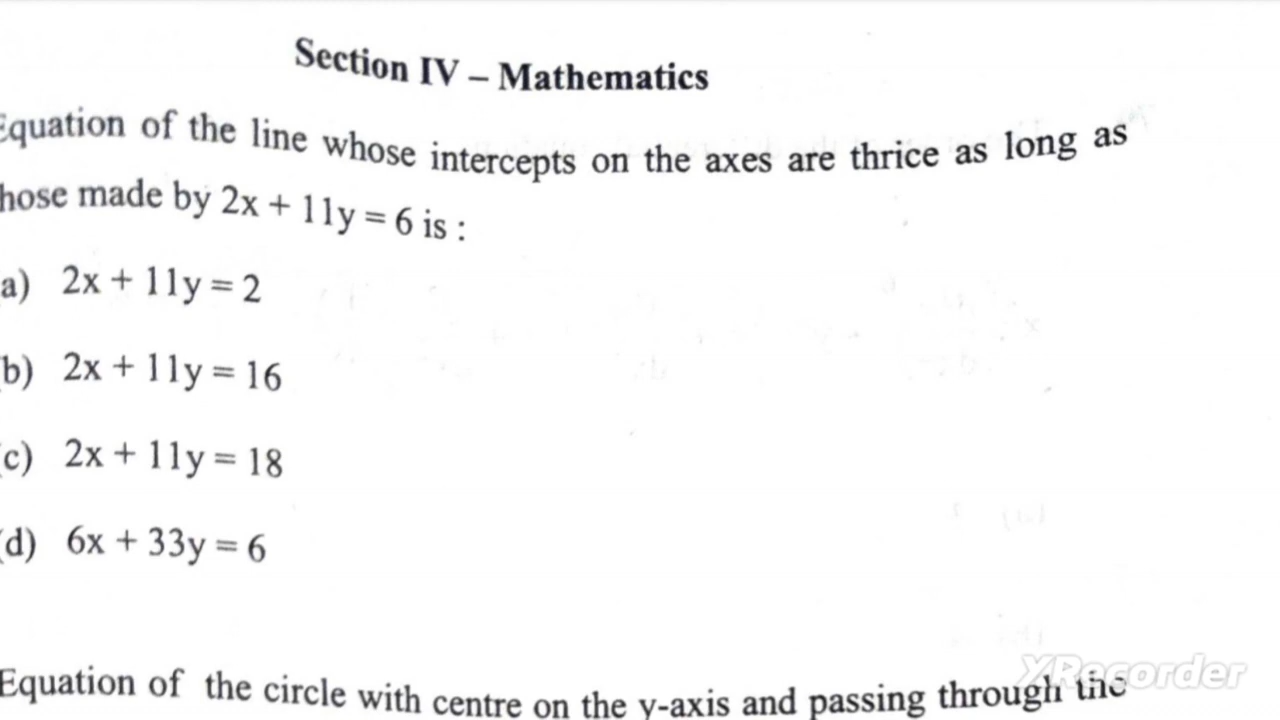 Section IV – Mathematics
Equation of the line whose intercepts on the axes are thrice as long as
hose made by 2x + 11y = 6 is :
a) 2x + 11y = 2
b) 2x + 11y = 16
(c) 2x + 11y = 18
(d) 6x + 33y = 6
Equation of the circle with centre on the y-axis and passing through the
XRecorder